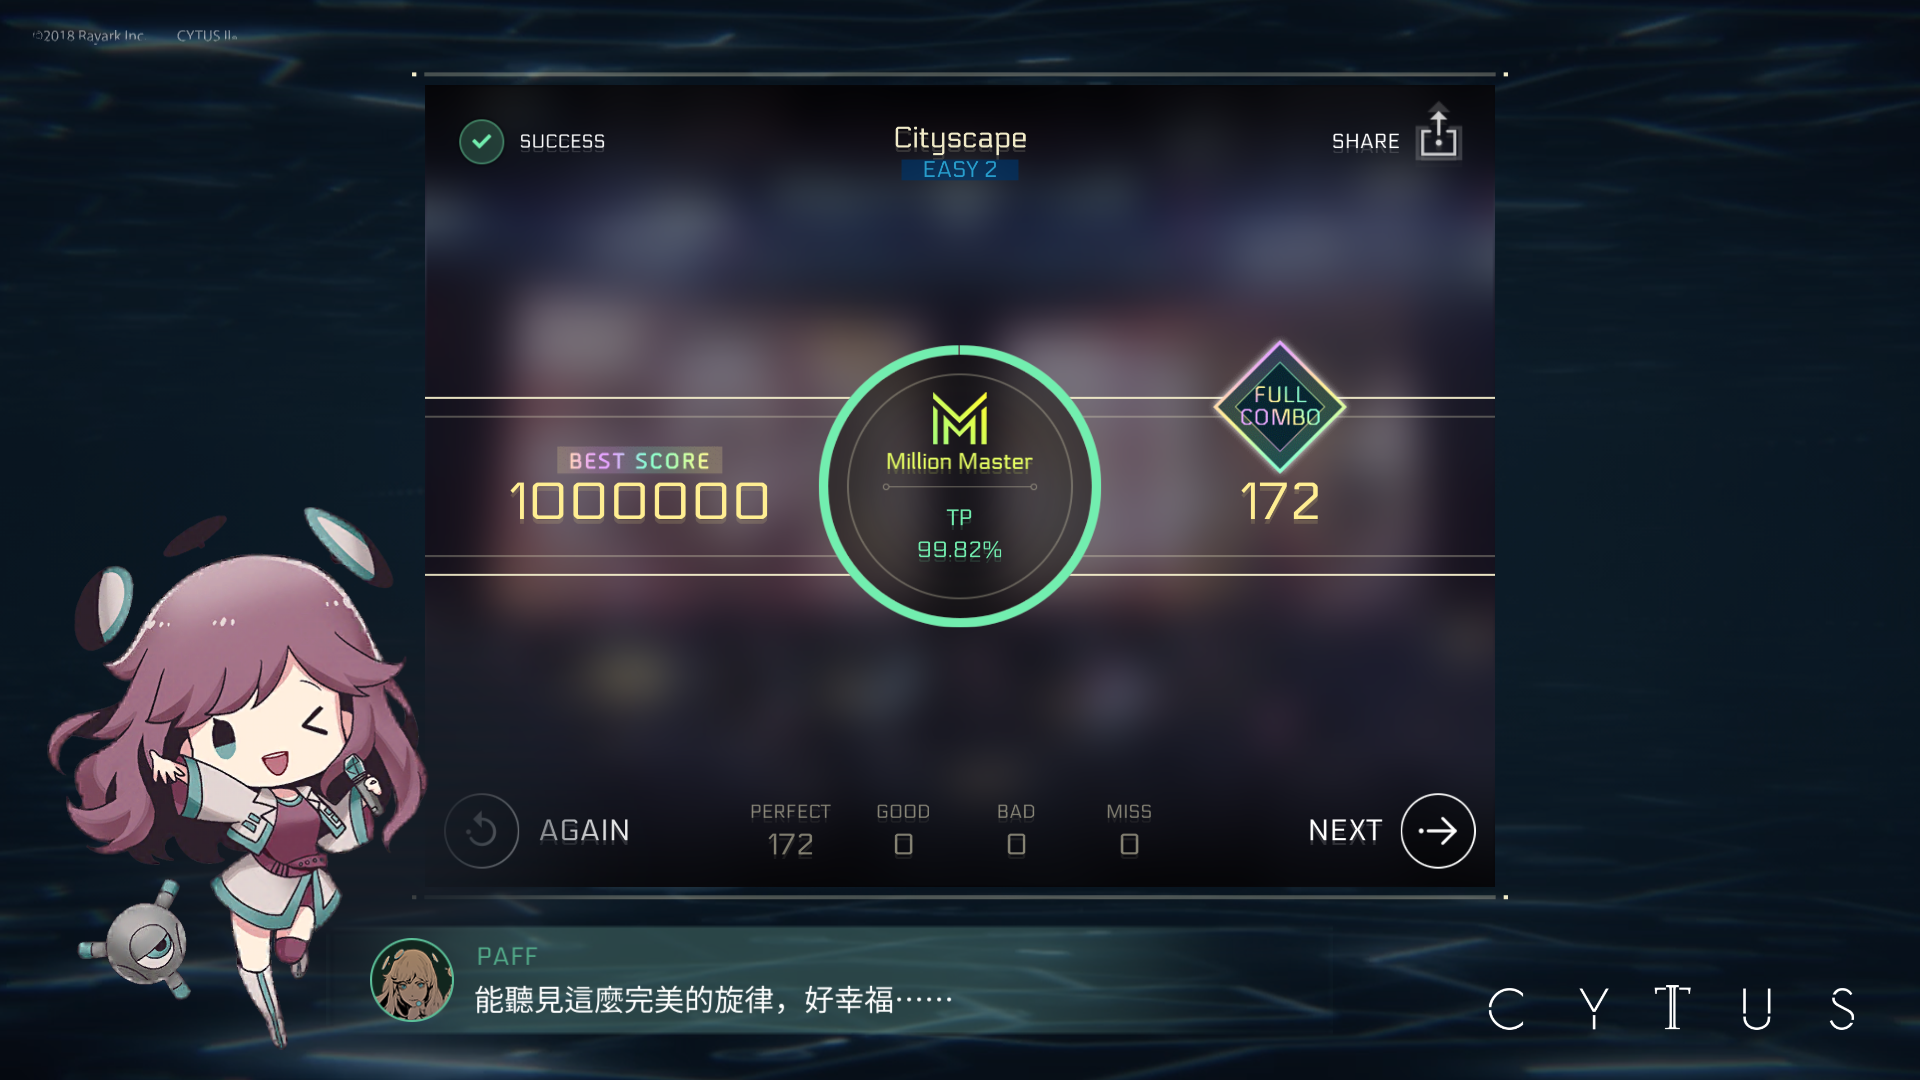 ©2018 Rayark Inc. CYTUS II
SUCCESS
Cityscape
EASY 2
SHARE
FULL
COMBO
BEST SCORE
1000000
Million Master
TP
99.82%
172
AGAIN
PERFECT GOOD BAD MISS
172 0 0 0
NEXT
PAFF
能聽見這麼完美的旋律，好幸福⋯⋯
CYTUS